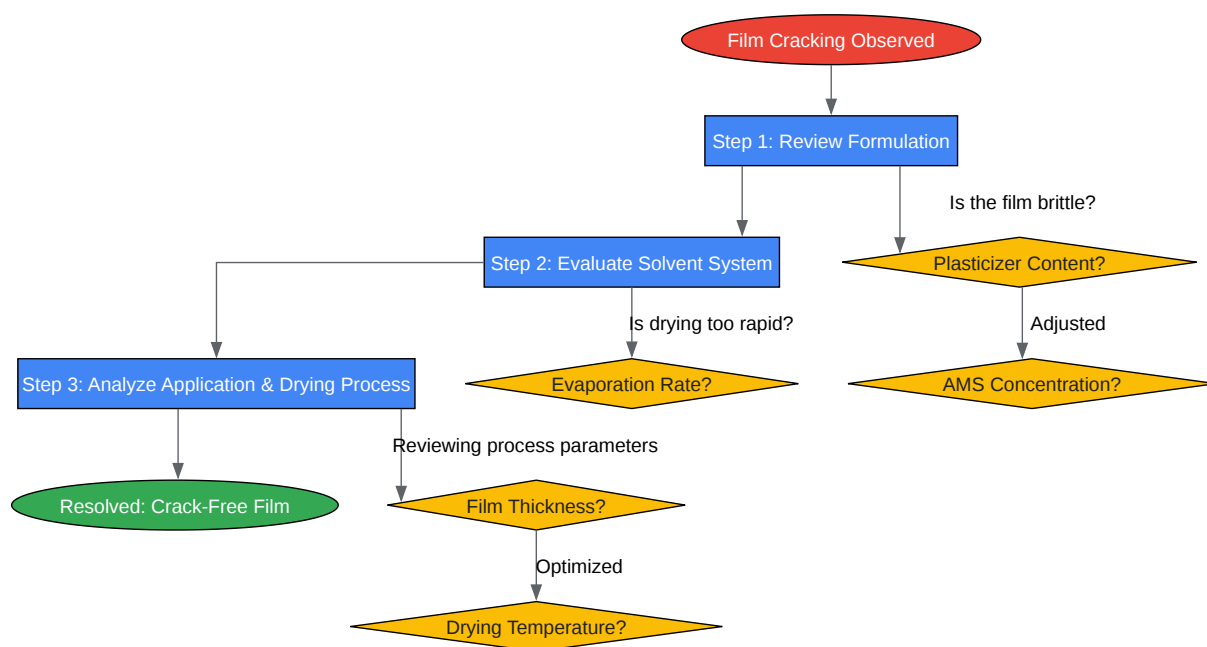 Film Cracking Observed
Step 1: Review Formulation
Is the film brittle?
Step 2: Evaluate Solvent System
Plasticizer Content?
Is drying too rapid?
Adjusted
Step 3: Analyze Application & Drying Process
Evaporation Rate?
AMS Concentration?
Reviewing process parameters
Resolved: Crack-Free Film
Film Thickness?
Optimized
Drying Temperature?